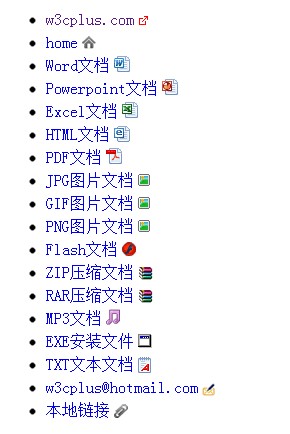 w3cplus.com
home
Word文档
Powerpoint文档
Excel文档
HTML文档
PDF文档
JPG图片文档
GIF图片文档
PNG图片文档
Flash文档
ZIP压缩文档
RAR压缩文档
MP3文档
EXE安装文件
TXT文本文档
w3cplus@hotmail.com
本地链接